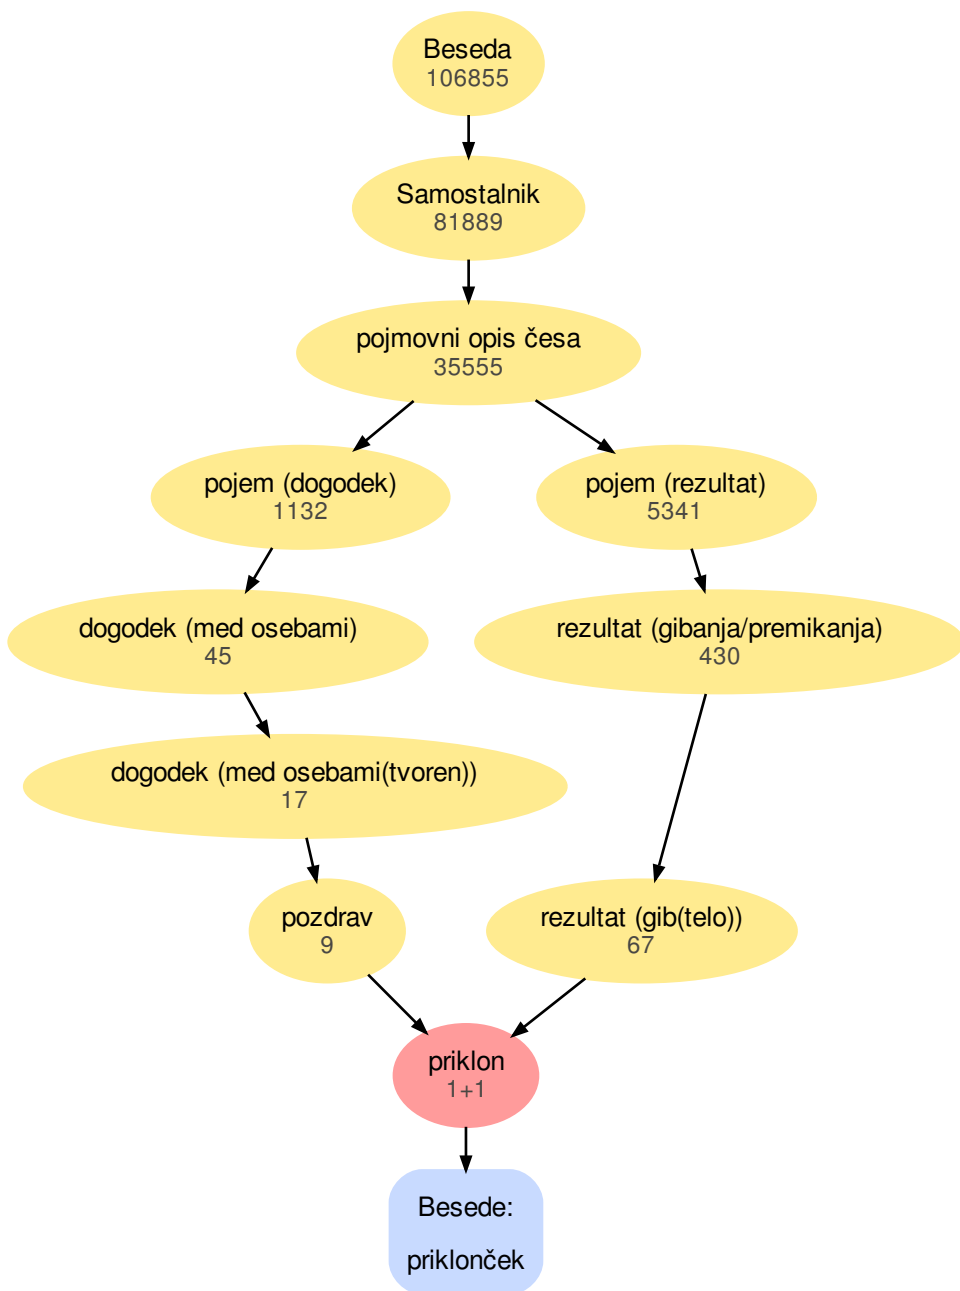 Beseda
106855
Samostalnik
81889
pojmovni opis česa
35555
pojem (dogodek)
1132
pojem (rezultat)
5341
dogodek (med osebami)
45
rezultat (gibanja/premikanja)
430
dogodek (med osebami(tvoren))
17
pozdrav
9
rezultat (gib(telo))
67
priklon
1+1
Besede:
priklonček